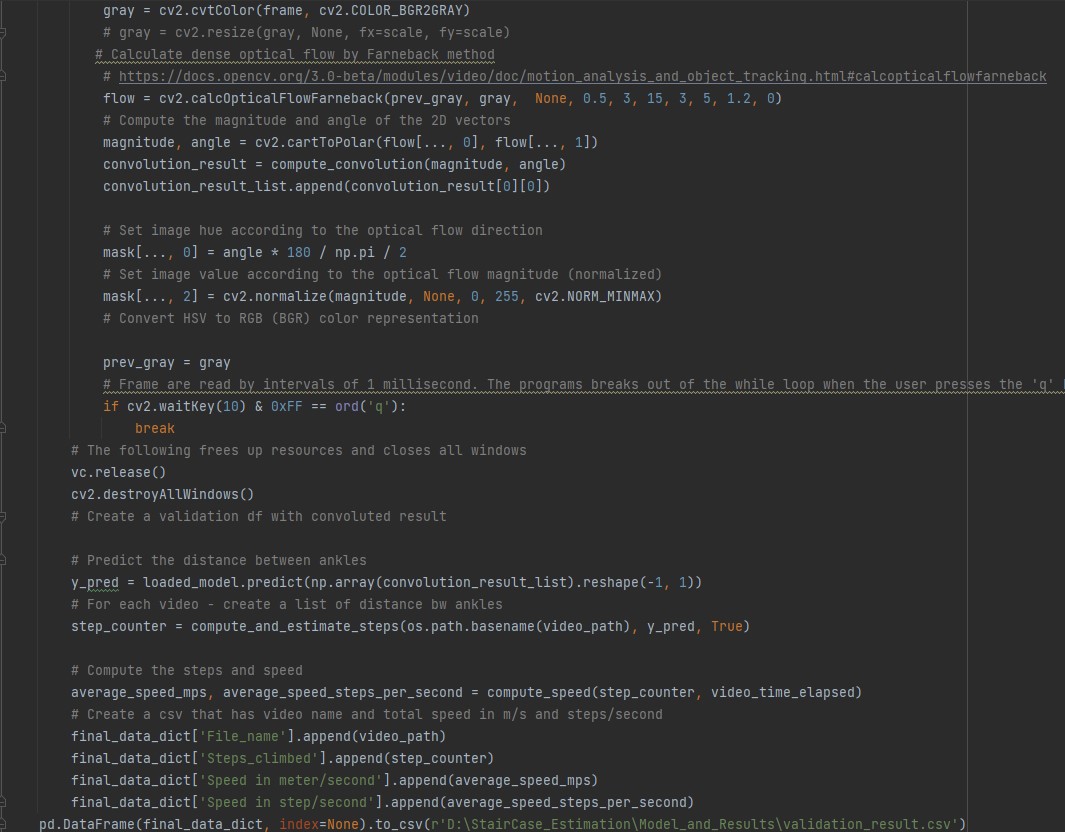 gray = cv2.cvtColor(frame, cv2.COLOR_BGR2GRAY)
# gray = cv2.resize(gray, None, fx=scale, fy=scale)
# Calculate dense optical flow by Farneback method
# https://docs.opencv.org/3.0-beta/modules/video/doc/motion_analysis_and_object_tracking.html#calcopticalflowfarneback
flow = cv2.calcOpticalFlowFarneback(prev_gray, gray,  None, 0.5, 3, 15, 3, 5, 1.2, 0)
# Compute the magnitude and angle of the 2D vectors
magnitude, angle = cv2.cartToPolar(flow[..., 0], flow[..., 1])
convolution_result = compute_convolution(magnitude, angle)
convolution_result_list.append(convolution_result[0][0])
# Set image hue according to the optical flow direction
mask[..., 0] = angle * 180 / np.pi / 2
# Set image value according to the optical flow magnitude (normalized)
mask[..., 2] = cv2.normalize(magnitude, None, 0, 255, cv2.NORM_MINMAX)
# Convert HSV to RGB (BGR) color representation
prev_gray = gray
# Frame are read by intervals of 1 millisecond. The programs breaks out of the while loop when the user presses the 'q'
if cv2.waitKey(10) & 0xFF == ord('q'):
break
# The following frees up resources and closes all windows
vc.release()
cv2.destroyAllWindows()
# Create a validation df with convoluted result
# Predict the distance between ankles
y_pred = loaded_model.predict(np.array(convolution_result_list).reshape(-1, 1))
# For each video - create a list of distance bw ankles
step_counter = compute_and_estimate_steps(os.path.basename(video_path), y_pred, True)
# Compute the steps and speed
average_speed_mps, average_speed_steps_per_second = compute_speed(step_counter, video_time_elapsed)
# Create a csv that has video name and total speed in m/s and steps/second
final_data_dict['File_name'].append(video_path)
final_data_dict['Steps_climbed'].append(step_counter)
final_data_dict['Speed in meter/second'].append(average_speed_mps)
final_data_dict['Speed in step/second'].append(average_speed_steps_per_second)
pd.DataFrame(final_data_dict, index=None).to_csv(r'D:\StairCase_Estimation\Model_and_Results\validation_result.csv')